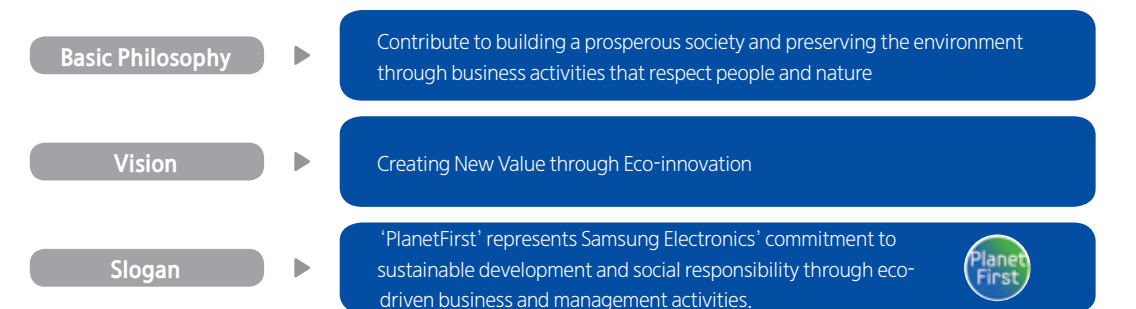 Basic Philosophy
Contribute to building a prosperous society and preserving the environment
through business activities that respect people and nature
Vision
Creating New Value through Eco-innovation
Slogan
‘PlanetFirst’ represents Samsung Electronics’ commitment to
sustainable development and social responsibility through eco-
driven business and management activities.
Planet
First